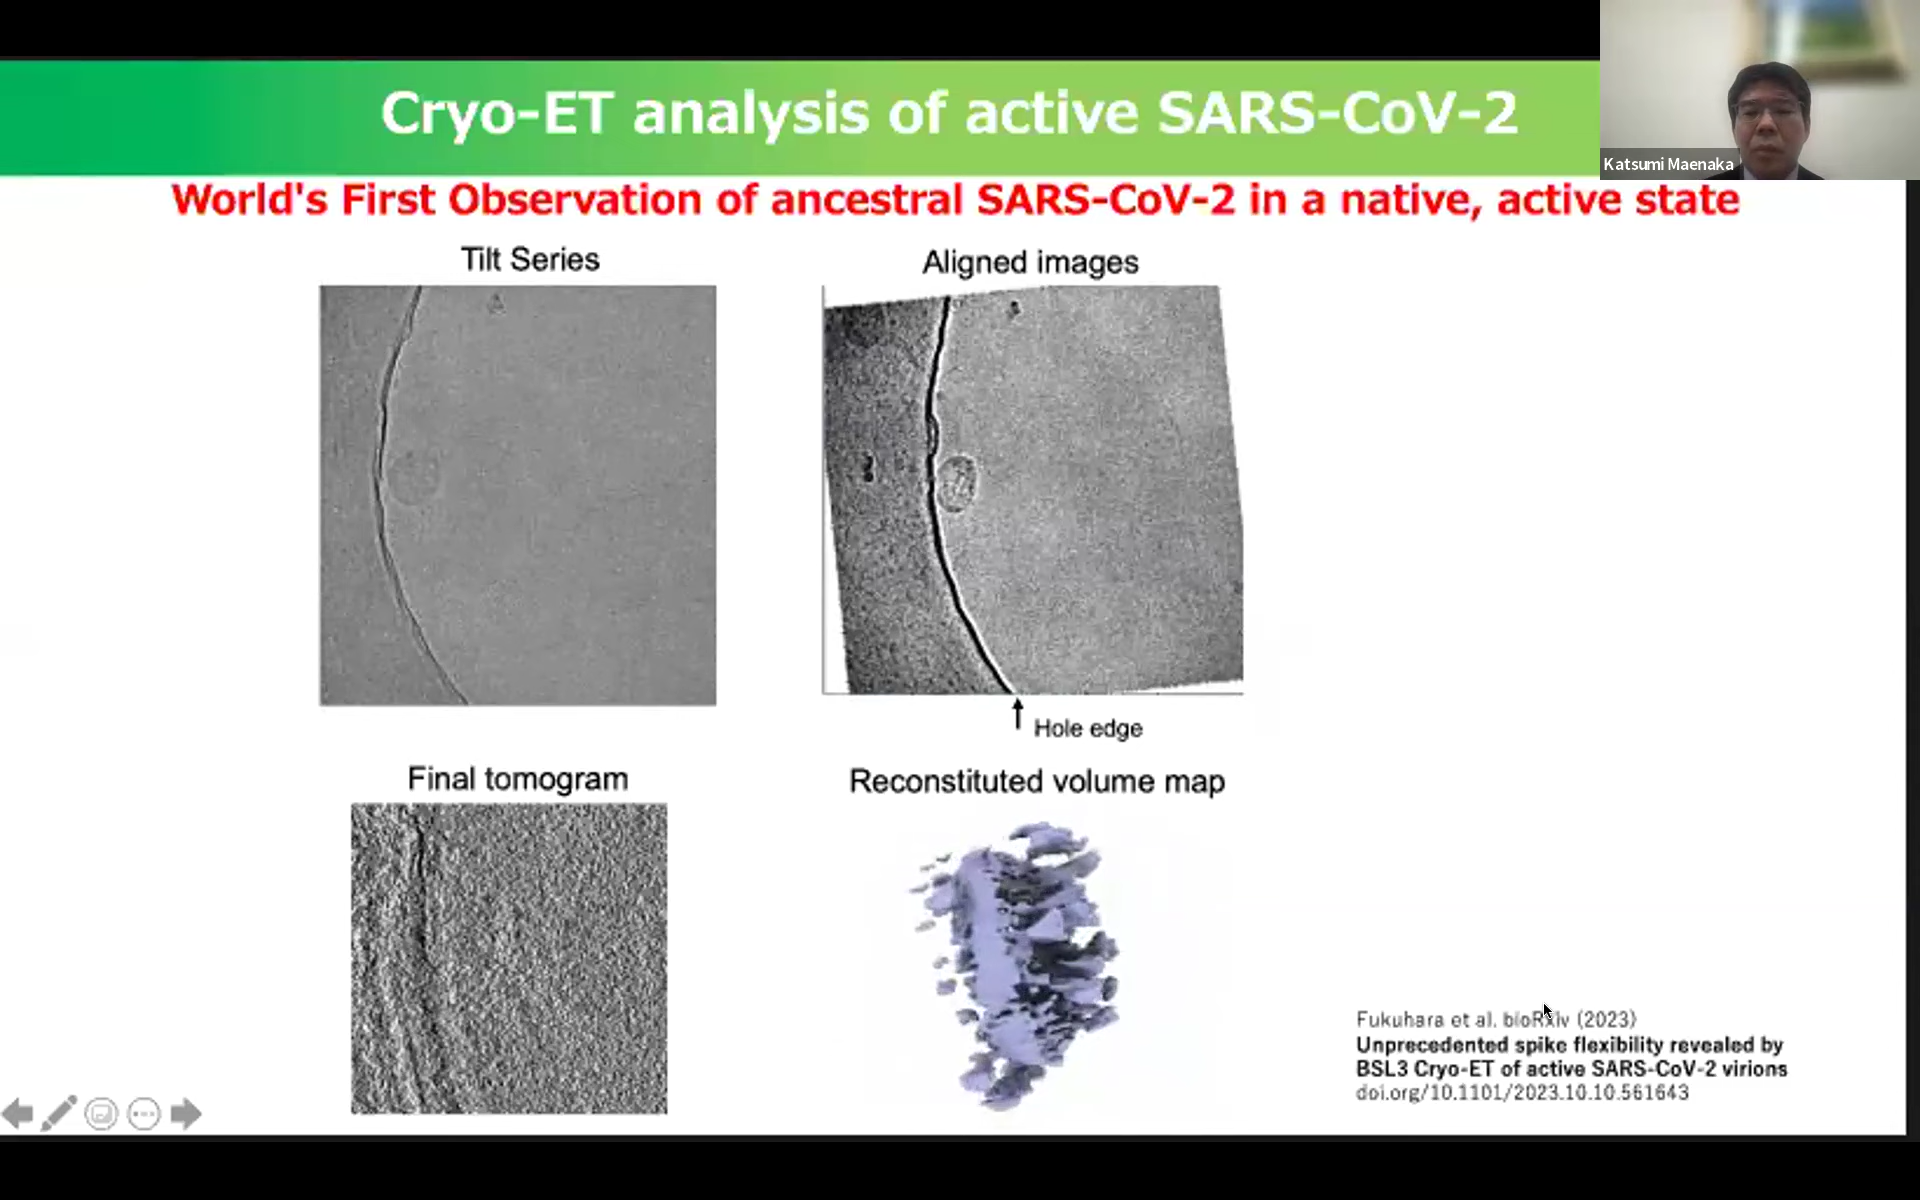 Cryo-ET analysis of active SARS-CoV-2
Katsumi Maenaka
World's First Observation of ancestral SARS-CoV-2 in a native, active state
Tilt Series
Aligned images
Hole edge
Final tomogram
Reconstituted volume map
Fukuhara et al. bioRxiv (2023)
Unprecedented spike flexibility revealed by
BSL3 Cryo-ET of active SARS-CoV-2 virions
doi.org/10.1101/2023.10.10.561643